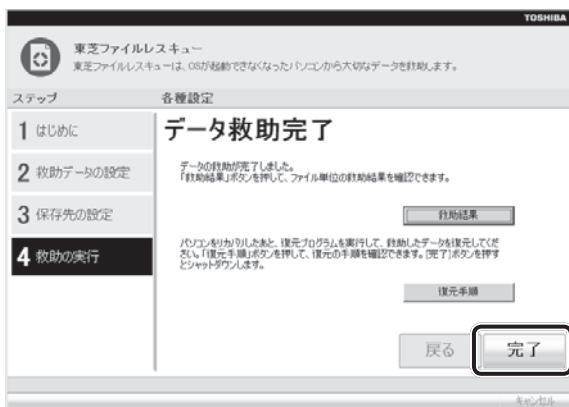 TOSHIBA
東芝ファイルレスキュー
東芝ファイルレスキューは、OSが起動できなくなったパソコンから大切なデータを救助します。
ステップ 各種設定
1 はじめに
データ救助完了
データの救助が完了しました。
「救助結果」ボタンを押して、ファイル単位の救助結果を確認できます。
2 救助データの設定
3 保存先の設定
救助結果
4 救助の実行
パソコンをリカバリしたあと、復元プログラムを実行して、救助したデータを復元してくだ
さい。「復元手順」ボタンを押して、復元の手順を確認できます。[完了]ボタンを押す
とシャットダウンします。
復元手順
戻る 完了
キャンセル